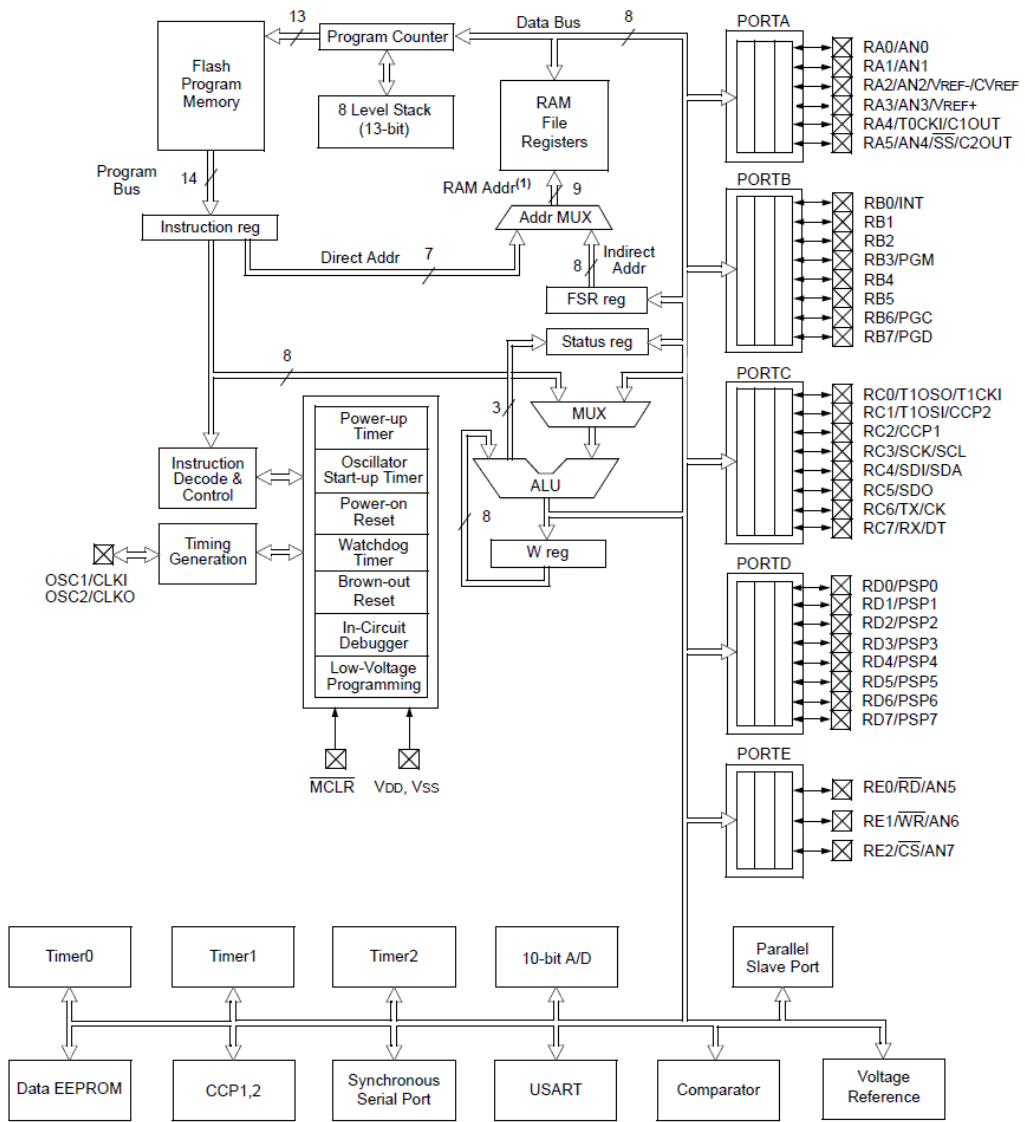 13
Data Bus
8
PORTA
Program Counter
Flash
Program
Memory
8 Level Stack
(13-bit)
RAM
File
Registers
RA0/AN0
RA1/AN1
RA2/AN2/VREF-/CVREF
RA3/AN3/VREF+
RA4/T0CKI/C1OUT
RA5/AN4/SS/C2OUT
Program
Bus
14
RAM Addr(1)
9
PORTB
Instruction reg
Addr MUX
Direct Addr
7
8
Indirect
Addr
FSR reg
RB0/INT
RB1
RB2
RB3/PGM
RB4
RB5
RB6/PGC
RB7/PGD
Status reg
8
3
MUX
PORTC
Power-up
Timer
Oscillator
Start-up Timer
Power-on
Reset
Watchdog
Timer
Brown-out
Reset
In-Circuit
Debugger
Low-Voltage
Programming
Instruction
Decode &
Control
Timing
Generation
OSC1/CLKI
OSC2/CLKO
ALU
8
W reg
RC0/T1OSO/T1CKI
RC1/T1OSI/CCP2
RC2/CCP1
RC3/SCK/SCL
RC4/SDI/SDA
RC5/SDO
RC6/TX/CK
RC7/RX/DT
PORTD
RD0/PSP0
RD1/PSP1
RD2/PSP2
RD3/PSP3
RD4/PSP4
RD5/PSP5
RD6/PSP6
RD7/PSP7
MCLR
VDD, VSS
PORTE
RE0/RD/AN5
RE1/WR/AN6
RE2/CS/AN7
Timer0
Timer1
Timer2
10-bit A/D
Parallel
Slave Port
Data EEPROM
CCP1,2
Synchronous
Serial Port
USART
Comparator
Voltage
Reference